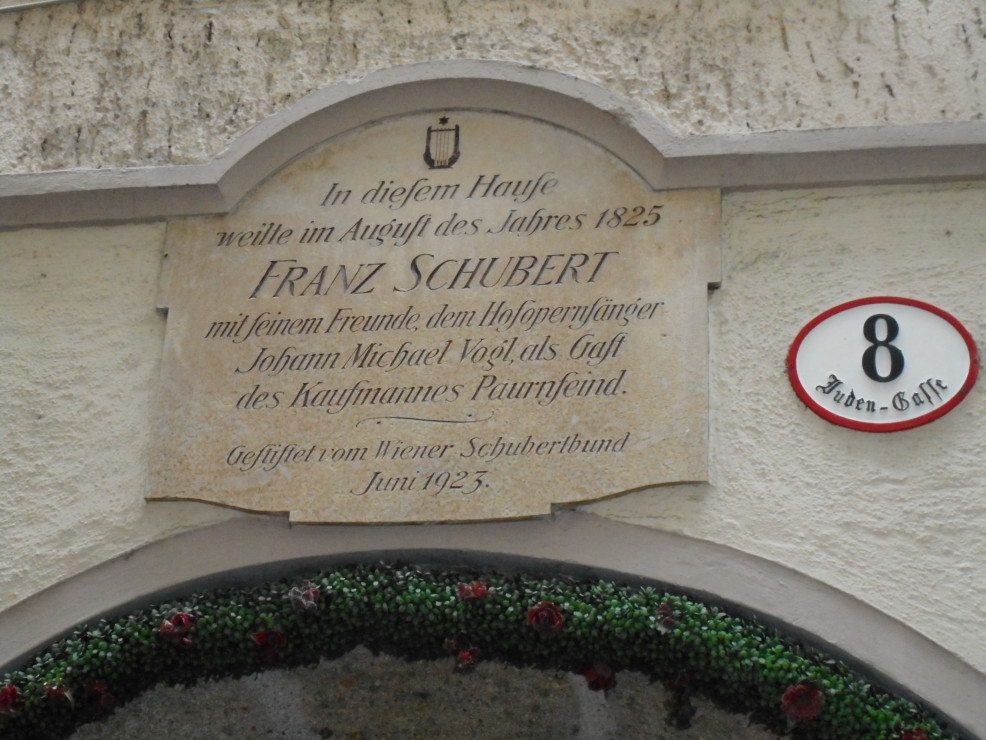 In dieſem Hauſe
weilte im Auguſt des Jahres 1825
FRANZ SCHUBERT
mit ſeinem Freunde, dem Hofopernſänger
Johann Michael Vogl, als Gaſt
des Kaufmannes Paurnfeind.
Geſtiftet vom Wiener Schubertbund
Juni 1923.
8
Juden-Gaſſe